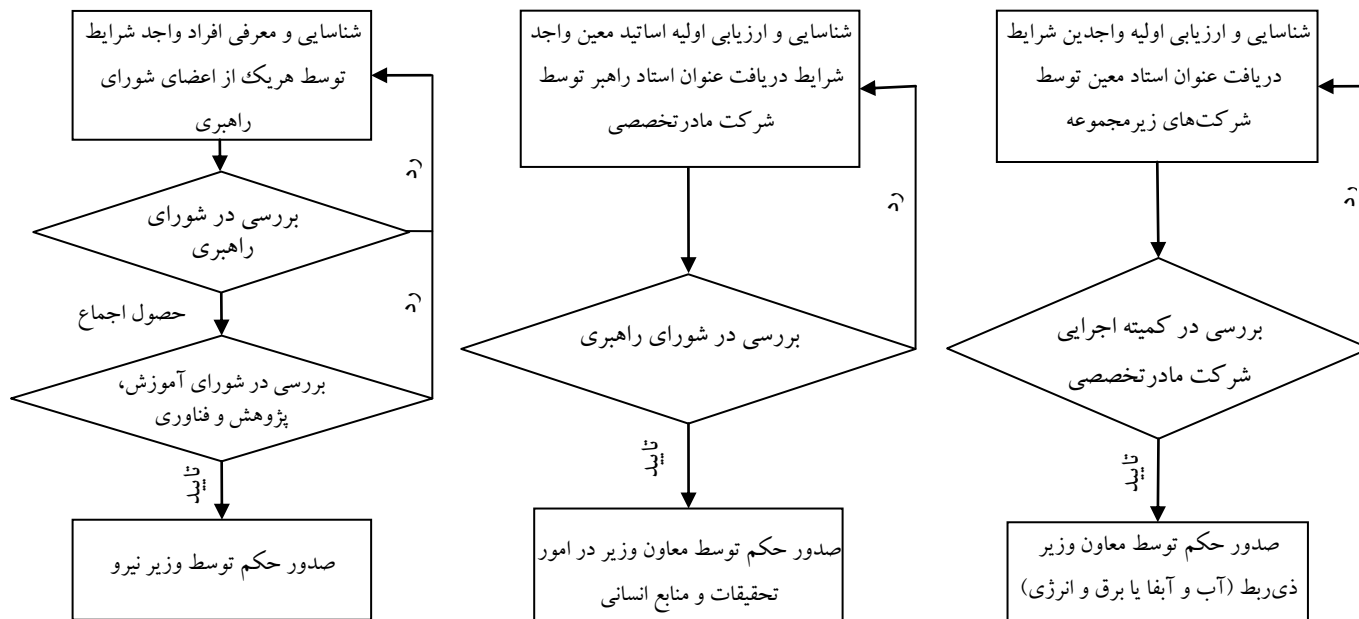 شناسایی و ارزیابی اولیه واجدین شرایط
دریافت عنوان استاد معین توسط
شرکت‌های زیرمجموعه
رد
بررسی در کمیته اجرایی
شرکت مادرتخصصی
تایید
صدور حکم توسط معاون وزیر
ذی‌ربط (آب و آبفا یا برق و انرژی)
شناسایی و ارزیابی اولیه اساتید معین واجد
شرایط دریافت عنوان استاد راهبر توسط
شرکت مادرتخصصی
رد
بررسی در شورای راهبری
تایید
صدور حکم توسط معاون وزیر در امور
تحقیقات و منابع انسانی
شناسایی و معرفی افراد واجد شرایط
توسط هریک از اعضای شورای
راهبری
رد
بررسی در شورای
راهبری
رد
حصول اجماع
بررسی در شورای آموزش،
پژوهش و فناوری
تایید
صدور حکم توسط وزیر نیرو